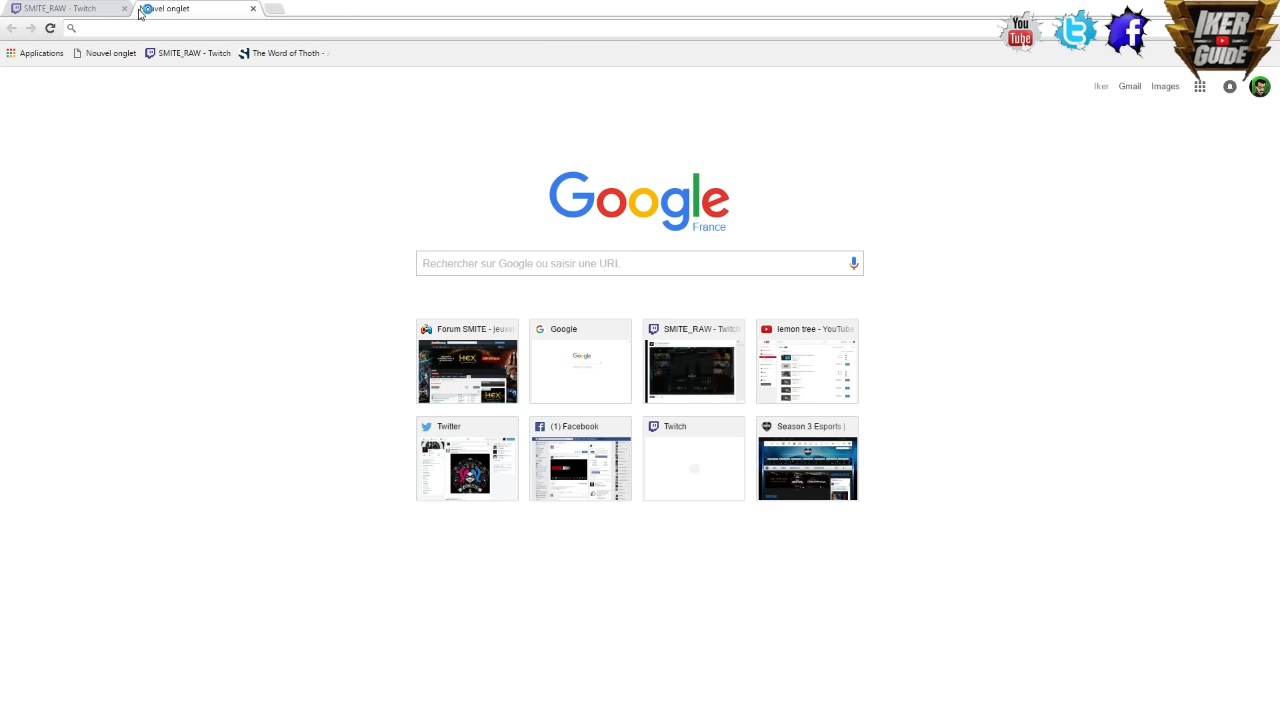 SMITE_RAW - Twitch
Nouvel onglet
Applications
Nouvel onglet
SMITE_RAW - Twitch
The Word of Thoth -
You
Tube
IKER
GUIDE
Iker
Gmail
Images
Google
France
Rechercher sur Google ou saisir une URL
Forum SMITE - jeuxvi
Google
SMITE_RAW - Twitch
lemon tree - YouTube
Twitter
(1) Facebook
Twitch
Season 3 Esports |